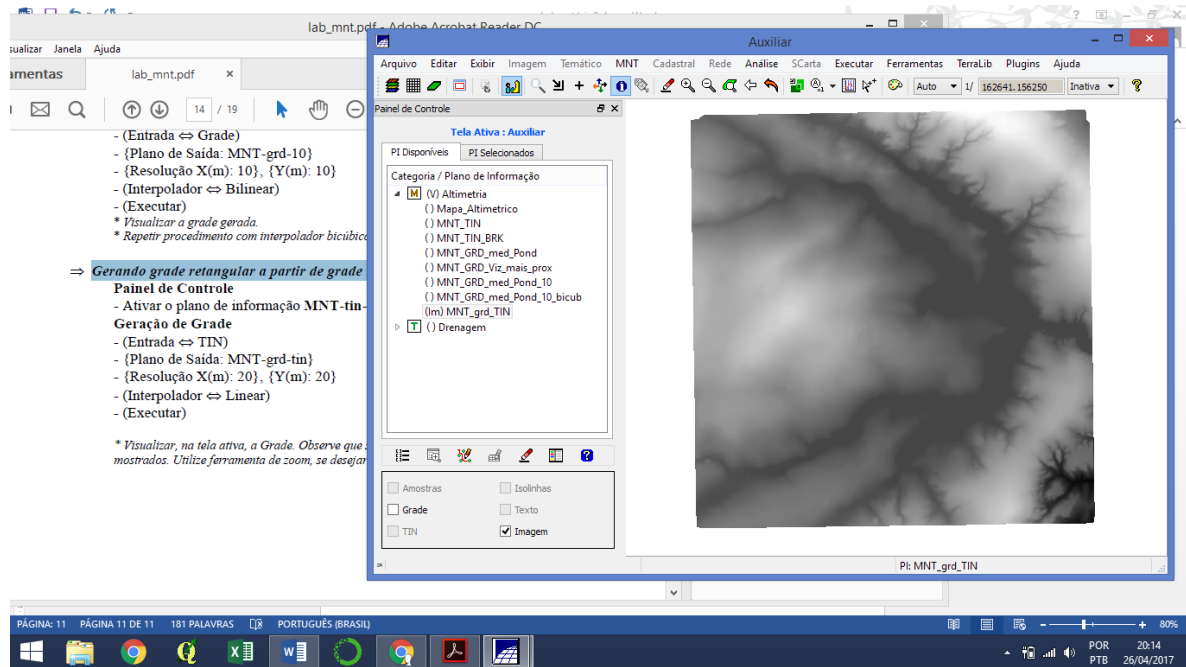 lab_mnt.pdf - Adobe Acrobat Reader DC
sualizar Janela Ajuda
amentas lab_mnt.pdf ×
14 / 19
- (Entrada ⇔ Grade)
- {Plano de Saída: MNT-grd-10}
- {Resolução X(m): 10}, {Y(m): 10}
- (Interpolador ⇔ Bilinear)
- (Executar)
* Visualizar a grade gerada.
* Repetir procedimento com interpolador bicúbico
⇒ Gerando grade retangular a partir de grade
Painel de Controle
- Ativar o plano de informação MNT-tin-
Geração de Grade
- (Entrada ⇔ TIN)
- {Plano de Saída: MNT-grd-tin}
- {Resolução X(m): 20}, {Y(m): 20}
- (Interpolador ⇔ Linear)
- (Executar)
* Visualizar, na tela ativa, a Grade. Observe que
mostrados. Utilize ferramenta de zoom, se desejar
Auxiliar
Arquivo Editar Exibir Imagem Temático MNT Cadastral Rede Análise SCarta Executar Ferramentas TerraLib Plugins Ajuda
Auto 1/ 162641.156250 Inativa
Painel de Controle
Tela Ativa : Auxiliar
PI Disponíveis PI Selecionados
Categoria / Plano de Informação
M (V) Altimetria
( ) Mapa_Altimetrico
( ) MNT_TIN
( ) MNT_TIN_BRK
( ) MNT_GRD_med_Pond
( ) MNT_GRD_Viz_mais_prox
( ) MNT_GRD_med_Pond_10
( ) MNT_GRD_med_Pond_10_bicub
(Im) MNT_grd_TIN
T ( ) Drenagem
Amostras Isolinhas
Grade Texto
TIN Imagem
PI: MNT_grd_TIN
PÁGINA: 11 PÁGINA 11 DE 11 181 PALAVRAS PORTUGUÊS (BRASIL) 80%
POR 20:14
PTB 26/04/2017